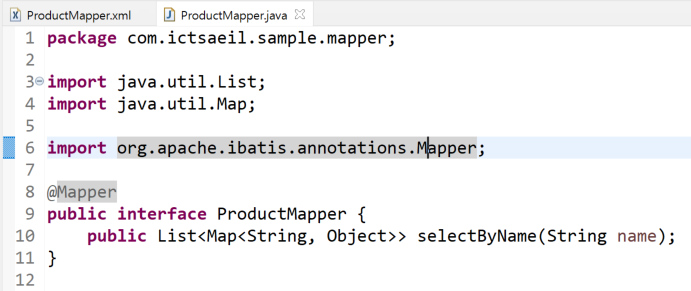 ProductMapper.xml ProductMapper.java
1 package com.ictsaeil.sample.mapper;
2
3 import java.util.List;
4 import java.util.Map;
5
6 import org.apache.ibatis.annotations.Mapper;
7
8 @Mapper
9 public interface ProductMapper {
10     public List<Map<String, Object>> selectByName(String name);
11 }
12